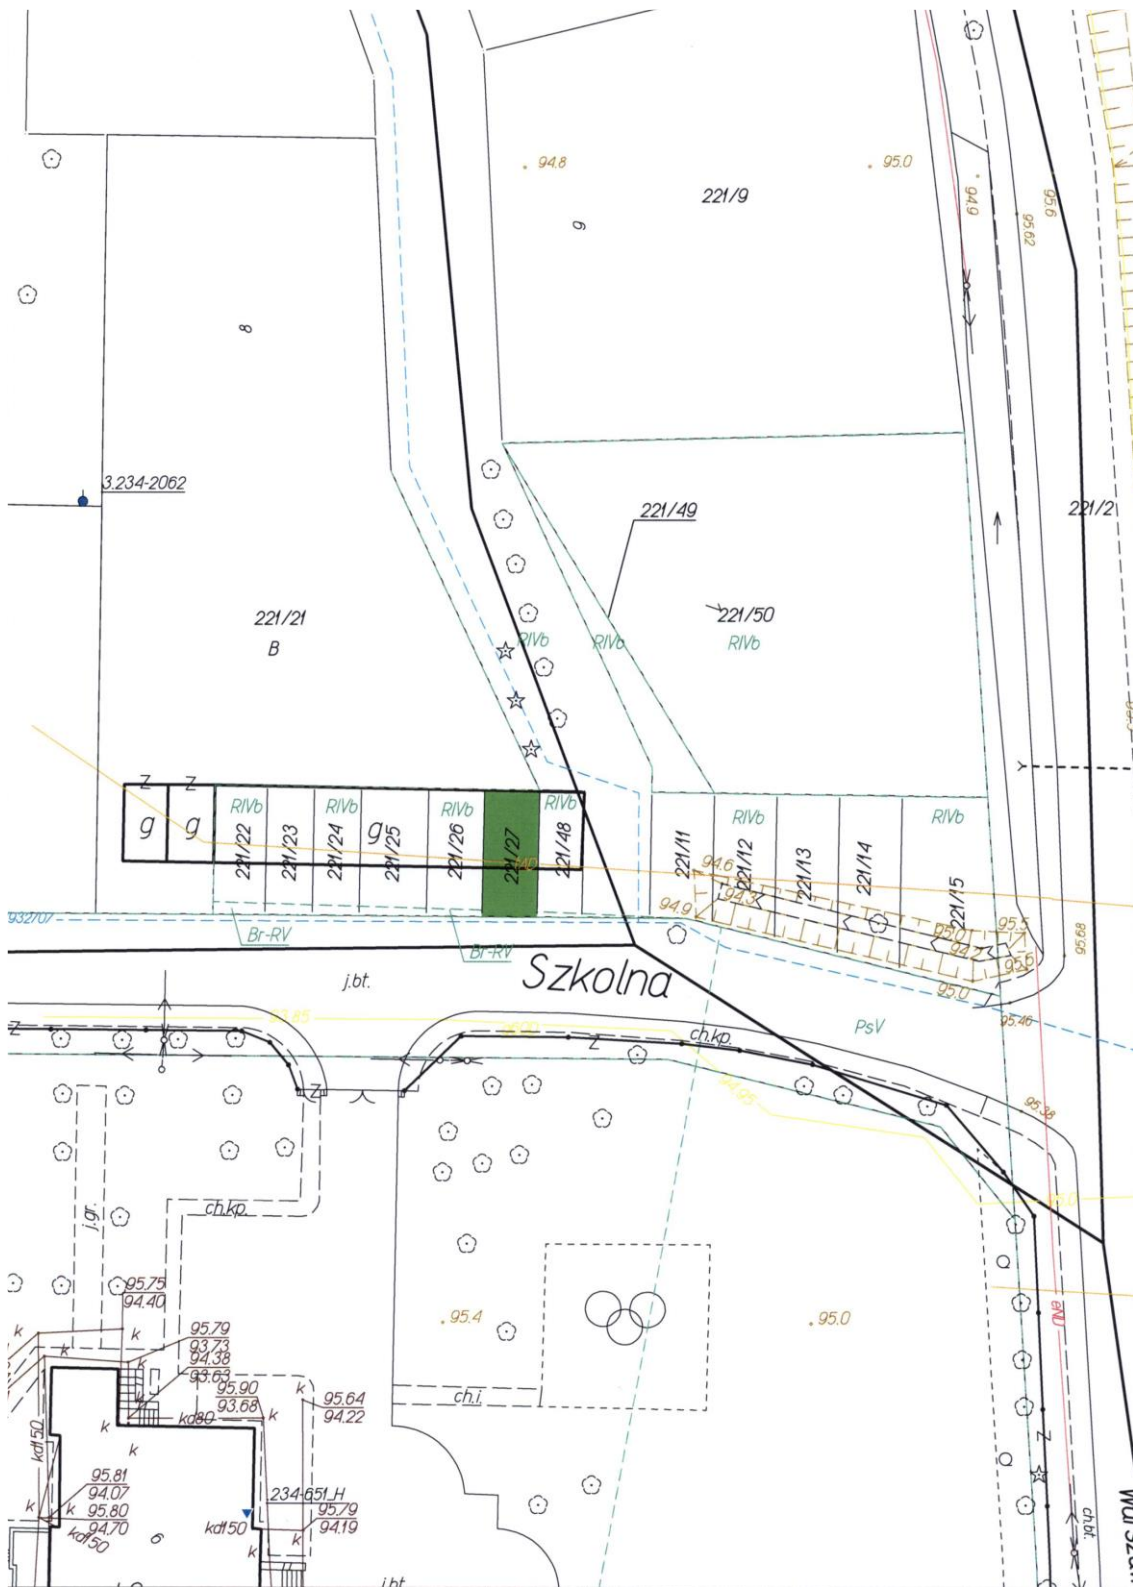 94.8
95.0
221/9
94.9
95.6
95.62
9
8
3.234-2062
221/49
221/2
221/21
B
221/50
RIVb
RIVb
RIVb
z
z
g
g
RIVb
RIVb
RIVb
RIVb
221/22
221/23
221/24
g
221/25
221/26
221/27
221/48
221/11
RIVb
221/12
221/13
221/14
RIVb
221/15
94.6
94.3
94.9
95.5
95.6
95.68
932707
Br-RV
Br-RV
95.0
95.46
j.bt.
Szkolna
PsV
z
z
ch.kp.
94.95
95.38
z
j.gr.
ch.kp.
95.75
94.40
k
k
95.79
93.73
94.38
93.63
k
k
k
95.4
95.0
eND
95.90
93.68
k
k
95.64
94.22
ch.i.
kd150
kd80
k
k
k
z
95.81
94.07
k
k
95.80
94.70
kd150
6
234-651_H
kd150
95.79
94.19
k
k
k
ch.bt.
j.bt.